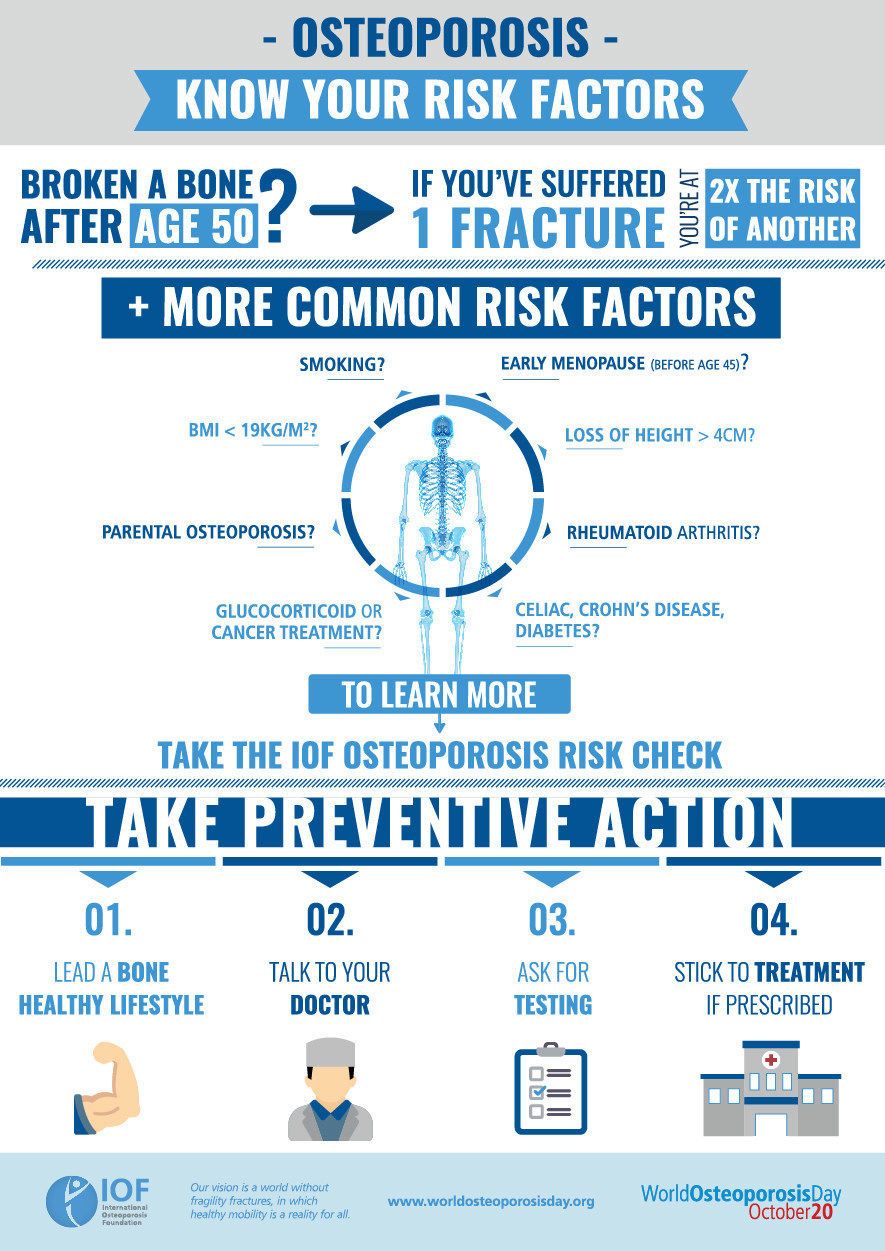 - OSTEOPOROSIS -
KNOW YOUR RISK FACTORS
BROKEN A BONE
AFTER AGE 50?
IF YOU'VE SUFFERED
1 FRACTURE
YOU'RE AT
2X THE RISK
OF ANOTHER
+ MORE COMMON RISK FACTORS
SMOKING?
EARLY MENOPAUSE (BEFORE AGE 45)?
BMI < 19KG/M²?
LOSS OF HEIGHT > 4CM?
PARENTAL OSTEOPOROSIS?
RHEUMATOID ARTHRITIS?
GLUCOCORTICOID OR
CANCER TREATMENT?
CELIAC, CROHN'S DISEASE,
DIABETES?
TO LEARN MORE
TAKE THE IOF OSTEOPOROSIS RISK CHECK
TAKE PREVENTIVE ACTION
01.
LEAD A BONE
HEALTHY LIFESTYLE
02.
TALK TO YOUR
DOCTOR
03.
ASK FOR
TESTING
04.
STICK TO TREATMENT
IF PRESCRIBED
IOF
International
Osteoporosis
Foundation
Our vision is a world without
fragility fractures, in which
healthy mobility is a reality for all.
www.worldosteoporosisday.org
WorldOsteoporosisDay
October20